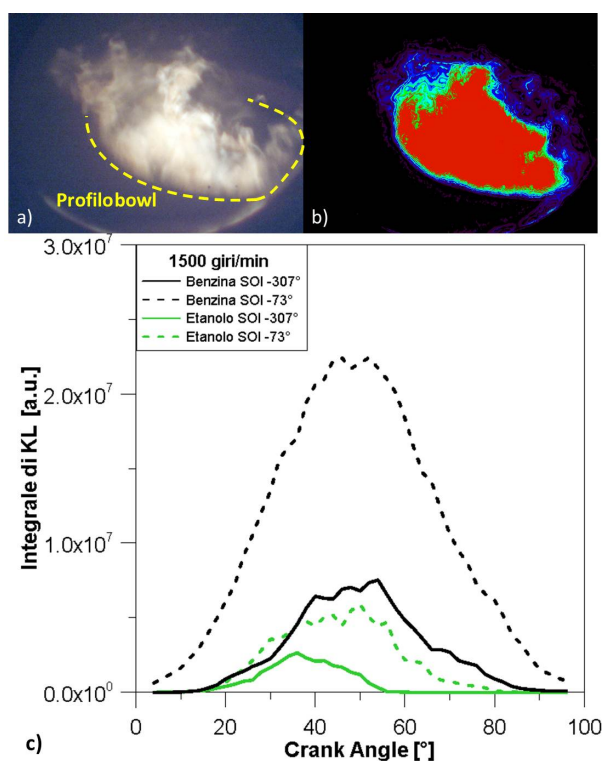 Profilobowl
a)
b)
3.0x10⁷
2.0x10⁷
1.0x10⁷
0.0x10⁰
Integrale di KL [a.u.]
1500 giri/min
Benzina SOI -307°
Benzina SOI -73°
Etanolo SOI -307°
Etanolo SOI -73°
0 20 40 60 80 100
Crank Angle [°]
c)